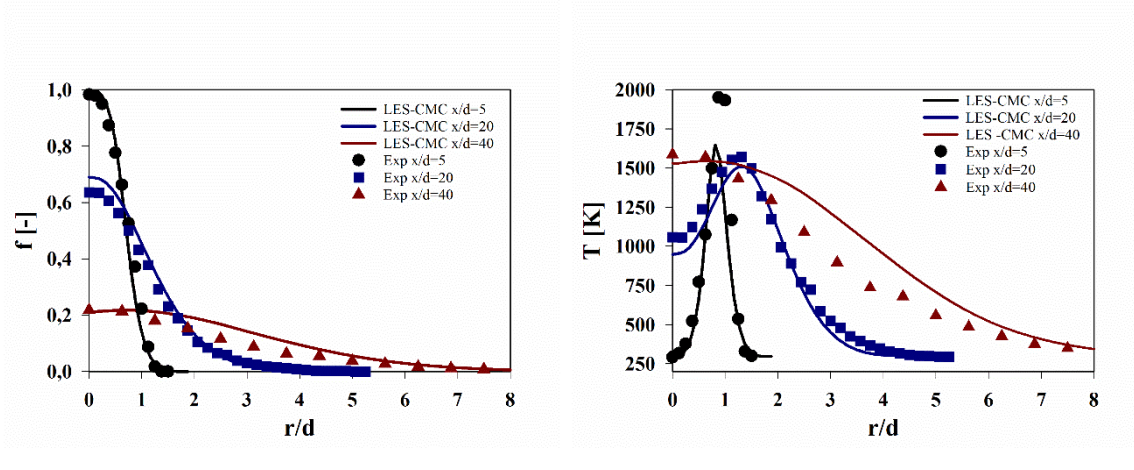 1,0
0,8
0,6
0,4
0,2
0,0
f [-]
LES-CMC x/d=5
LES-CMC x/d=20
LES-CMC x/d=40
Exp x/d=5
Exp x/d=20
Exp x/d=40
0 1 2 3 4 5 6 7 8
r/d
2000
1750
1500
1250
1000
750
500
250
T [K]
LES-CMC x/d=5
LES-CMC x/d=20
LES -CMC x/d=40
Exp x/d=5
Exp x/d=20
Exp x/d=40
0 1 2 3 4 5 6 7 8
r/d